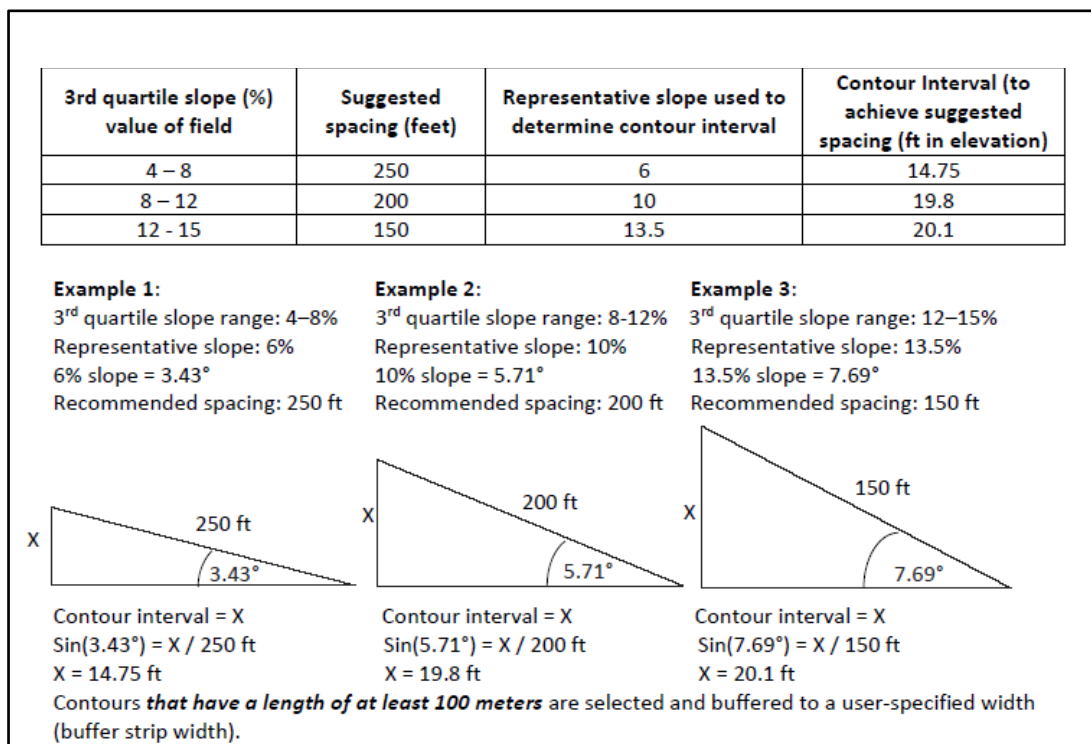 3rd quartile slope (%) value of field | Suggested spacing (feet) | Representative slope used to determine contour interval | Contour Interval (to achieve suggested spacing (ft in elevation)
4 – 8 | 250 | 6 | 14.75
8 – 12 | 200 | 10 | 19.8
12 - 15 | 150 | 13.5 | 20.1
Example 1:
3rd quartile slope range: 4–8%
Representative slope: 6%
6% slope = 3.43°
Recommended spacing: 250 ft
X
250 ft
3.43°
Contour interval = X
Sin(3.43°) = X / 250 ft
X = 14.75 ft
Example 2:
3rd quartile slope range: 8-12%
Representative slope: 10%
10% slope = 5.71°
Recommended spacing: 200 ft
X
200 ft
5.71°
Contour interval = X
Sin(5.71°) = X / 200 ft
X = 19.8 ft
Example 3:
3rd quartile slope range: 12–15%
Representative slope: 13.5%
13.5% slope = 7.69°
Recommended spacing: 150 ft
X
150 ft
7.69°
Contour interval = X
Sin(7.69°) = X / 150 ft
X = 20.1 ft
Contours that have a length of at least 100 meters are selected and buffered to a user-specified width
(buffer strip width).